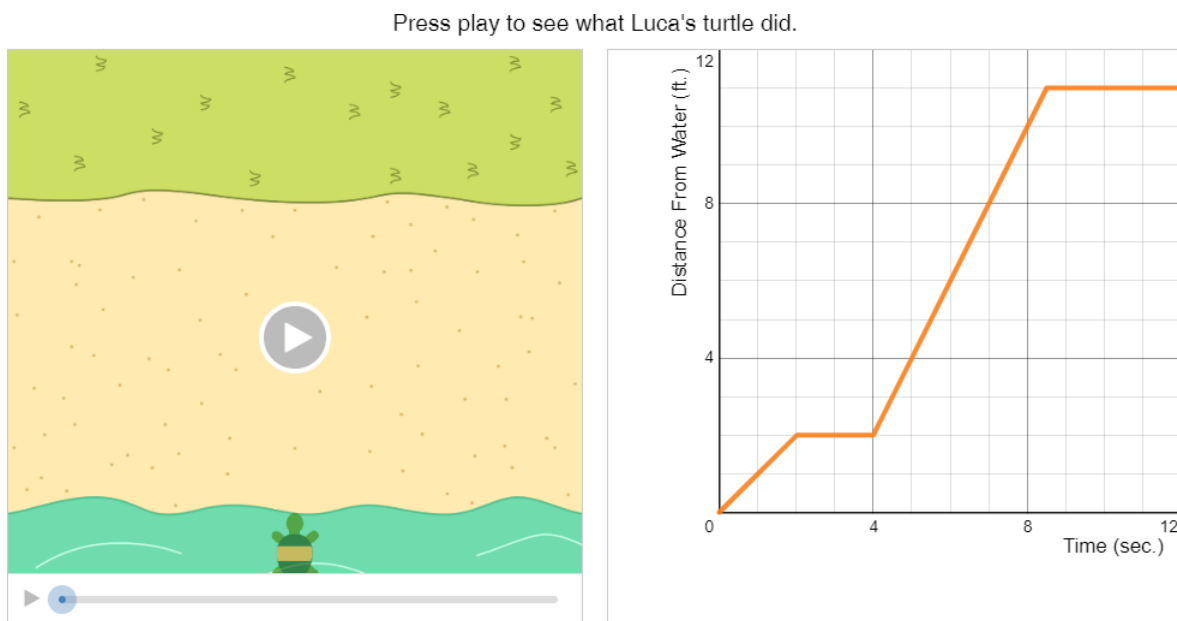 Press play to see what Luca's turtle did.
Distance From Water (ft.)
12
8
4
0
4
8
12
Time (sec.)